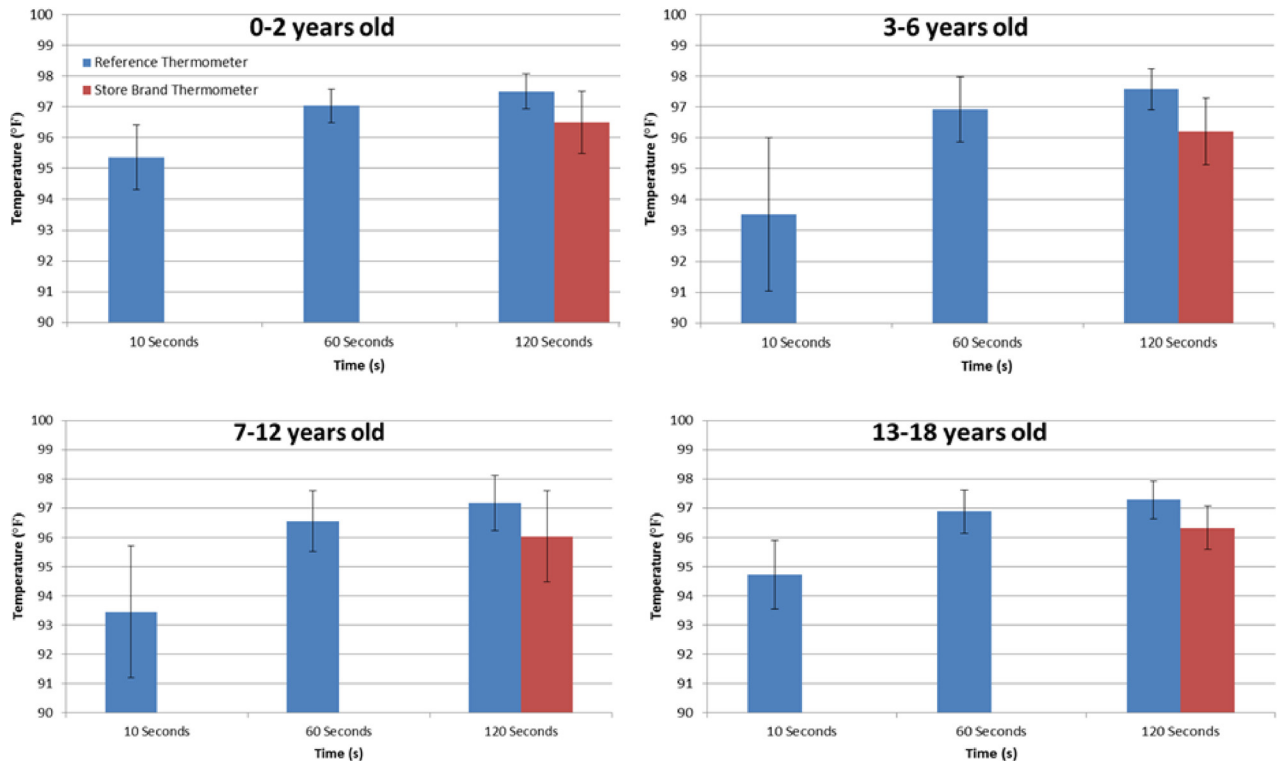 0-2 years old
100
99
98
97
96
95
94
93
92
91
90
Temperature (°F)
Reference Thermometer
Store Brand Thermometer
10 Seconds 60 Seconds 120 Seconds
Time (s)
3-6 years old
100
99
98
97
96
95
94
93
92
91
90
Temperature (°F)
10 Seconds 60 Seconds 120 Seconds
Time (s)
7-12 years old
100
99
98
97
96
95
94
93
92
91
90
Temperature (°F)
10 Seconds 60 Seconds 120 Seconds
Time (s)
13-18 years old
100
99
98
97
96
95
94
93
92
91
90
Temperature (°F)
10 Seconds 60 Seconds 120 Seconds
Time (s)